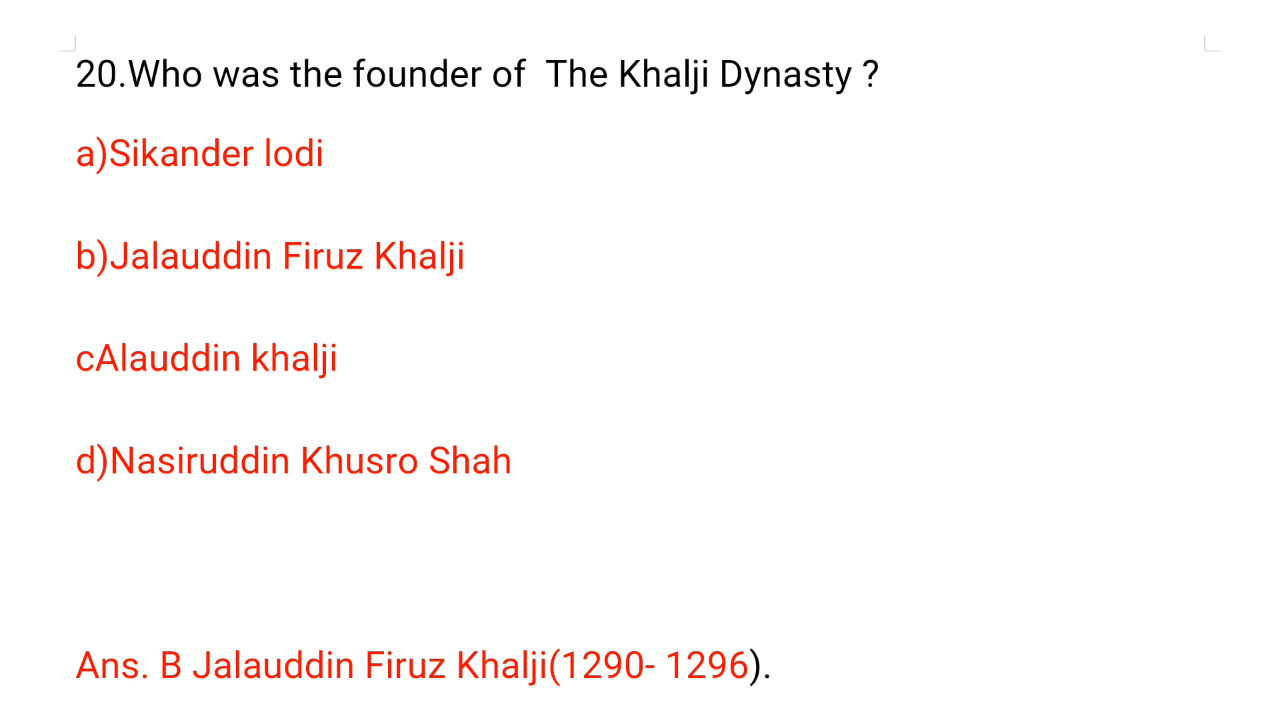 20.Who was the founder of  The Khalji Dynasty ?
a)Sikander lodi
b)Jalauddin Firuz Khalji
cAlauddin khalji
d)Nasiruddin Khusro Shah
Ans. B Jalauddin Firuz Khalji(1290- 1296).